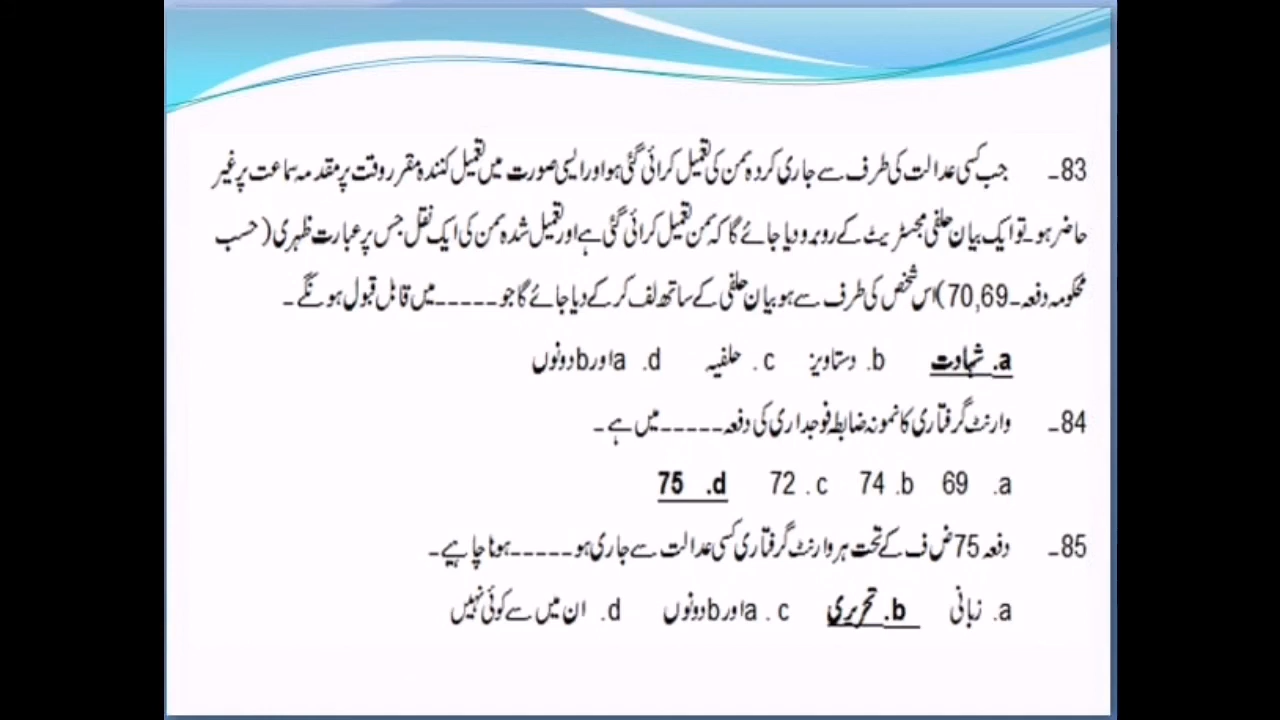 83۔ جب کسی عدالت کی طرف سے جاری کردہ سمن کی تعمیل کرائی گئی ہو اور ایسی صورت میں تعمیل کنندہ مقررہ وقت پر مقدمہ سماعت پر غیر
حاضر ہو۔ تو ایک بیان حلفی مجسٹریٹ کے روبرو دیا جائے گا کہ سمن تعمیل کرائی گئی ہے اور تعمیل شدہ سمن کی ایک نقل جس پر عبارت ظہری (حسب
محکومہ دفعہ۔70,69) اس شخص کی طرف سے ہو بیان حلفی کے ساتھ لف کر کے دیا جائے گا جو ۔۔۔۔۔ میں قابل قبول ہونگے۔
a. شہادت b. دستاویز c. حلفیہ d. a اور b دونوں
84۔ وارنٹ گرفتاری کا نمونہ ضابطہ فوجداری کی دفعہ ۔۔۔۔۔ میں ہے۔
a. 69 b. 74 c. 72 d. 75
85۔ دفعہ 75 ض ف کے تحت ہر وارنٹ گرفتاری کسی عدالت سے جاری ہو ۔۔۔۔۔ ہونا چاہیے۔
a. زبانی b. تحریری c. a اور b دونوں d. ان میں سے کوئی نہیں